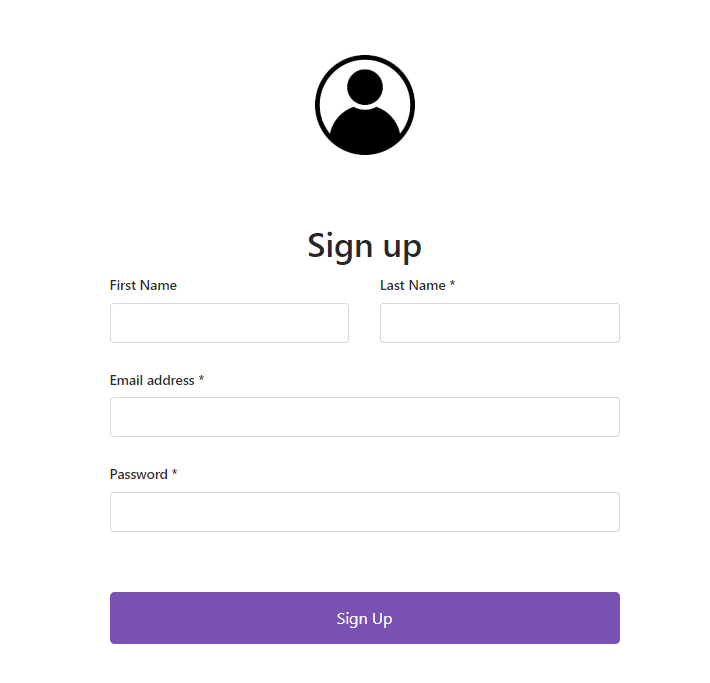 Sign up
First Name Last Name *
Email address *
Password *
Sign Up